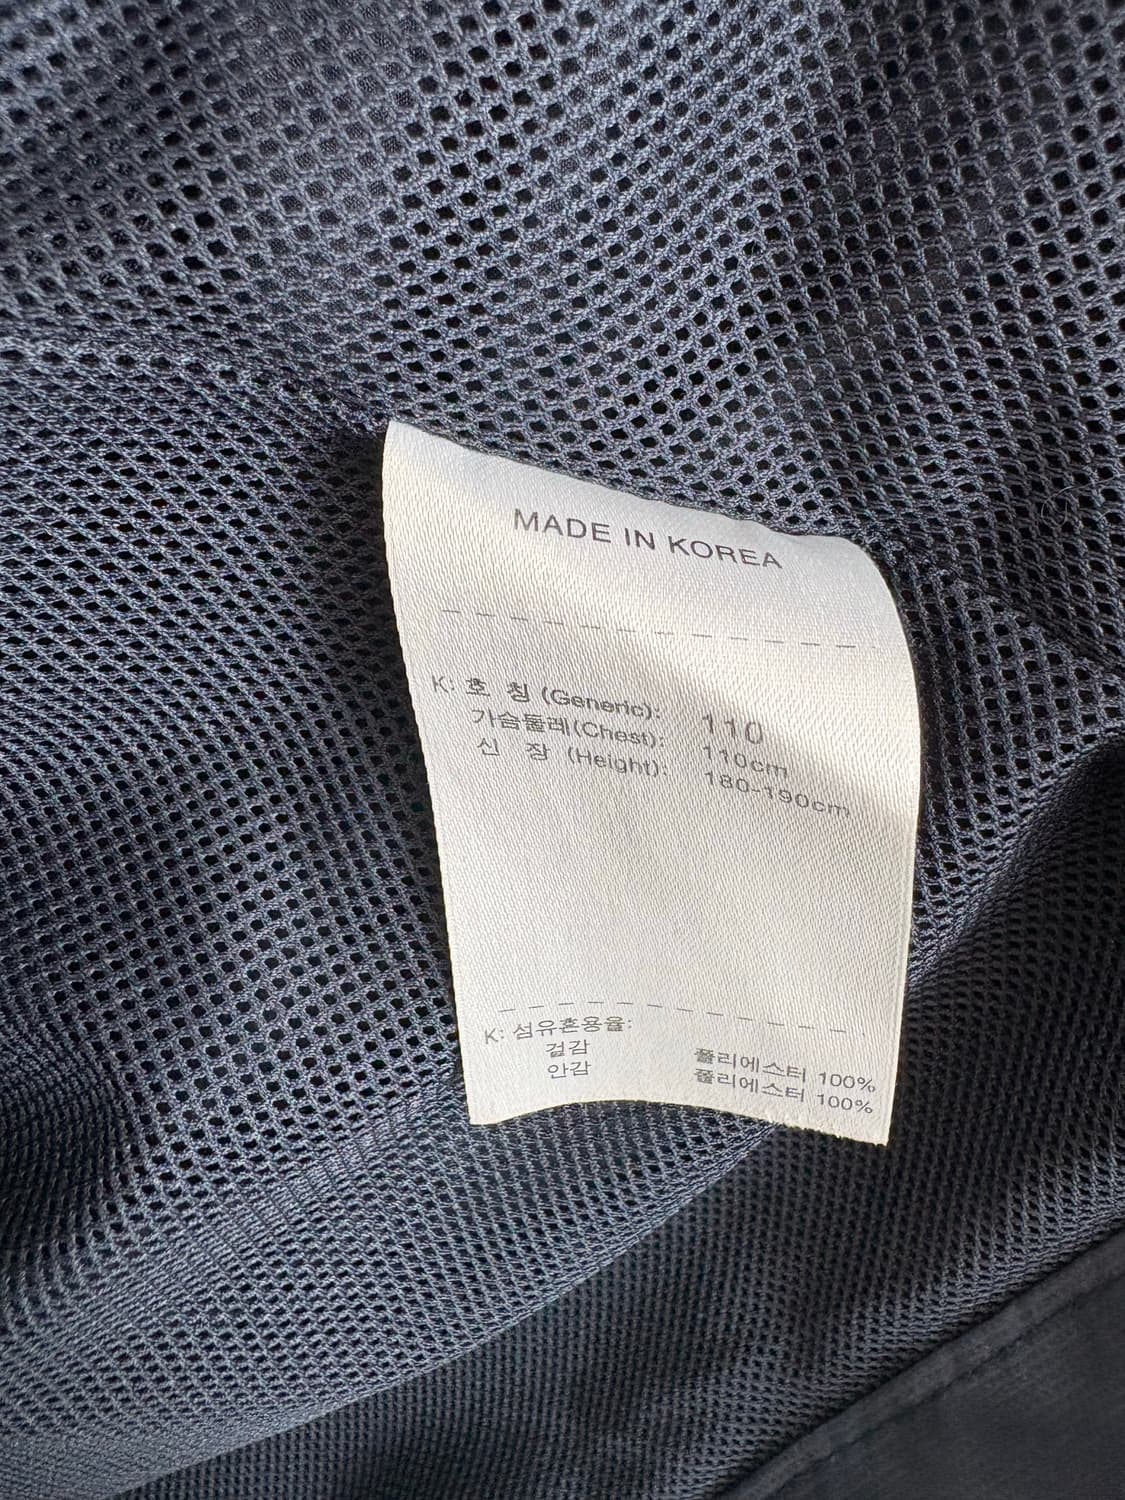 MADE IN KOREA
K: 호 칭 (Generic): 110
가슴둘레(Chest): 110cm
신 장 (Height): 180-190cm
K: 섬유혼용율:
겉감 폴리에스터 100%
안감 폴리에스터 100%